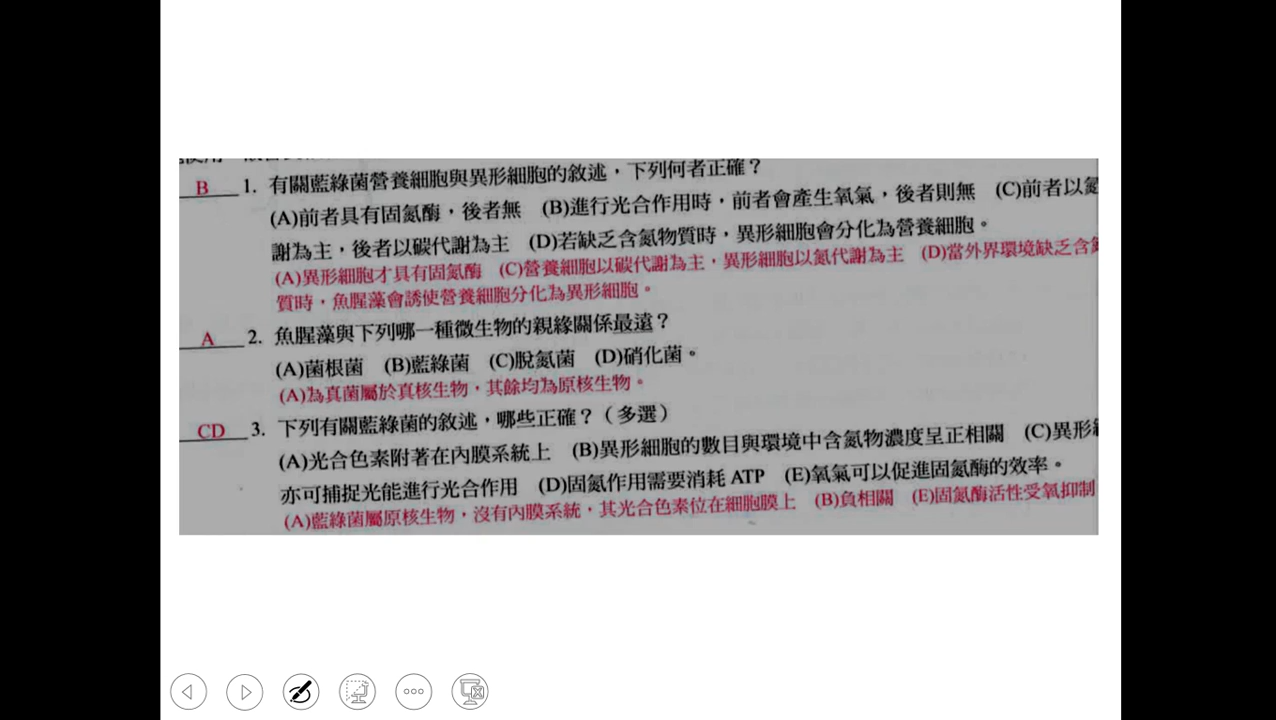 B 1. 有關藍綠菌營養細胞與異形細胞的敘述，下列何者正確？
(A)前者具有固氮酶，後者無 (B)進行光合作用時，前者會產生氧氣，後者則無 (C)前者以氮
謝為主，後者以碳代謝為主 (D)若缺乏含氮物質時，異形細胞會分化為營養細胞。
(A)異形細胞才具有固氮酶 (C)營養細胞以碳代謝為主，異形細胞以氮代謝為主 (D)當外界環境缺乏含
質時，魚腥藻會誘使營養細胞分化為異形細胞。
A 2. 魚腥藻與下列哪一種微生物的親緣關係最遠？
(A)菌根菌 (B)藍綠菌 (C)脫氮菌 (D)硝化菌。
(A)為真菌屬於真核生物，其餘均為原核生物。
CD 3. 下列有關藍綠菌的敘述，哪些正確？（多選）
(A)光合色素附著在內膜系統上 (B)異形細胞的數目與環境中含氮物濃度呈正相關 (C)異形
亦可捕捉光能進行光合作用 (D)固氮作用需要消耗 ATP (E)氧氣可以促進固氮酶的效率。
(A)藍綠菌屬原核生物，沒有內膜系統，其光合色素位在細胞膜上 (B)負相關 (E)固氮酶活性受氧抑制